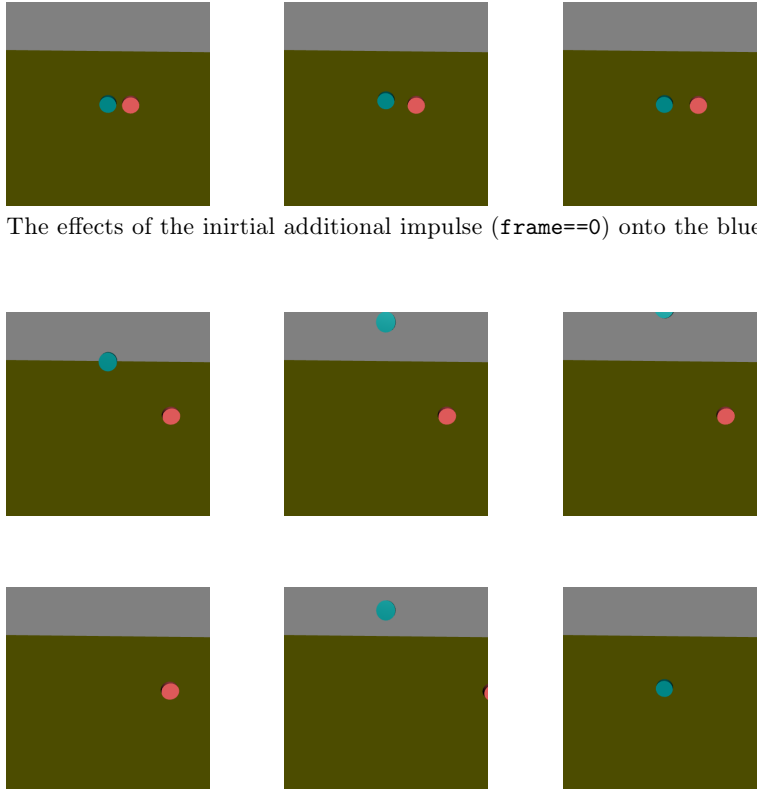 The effects of the inirtial additional impulse (frame==0) onto the blue